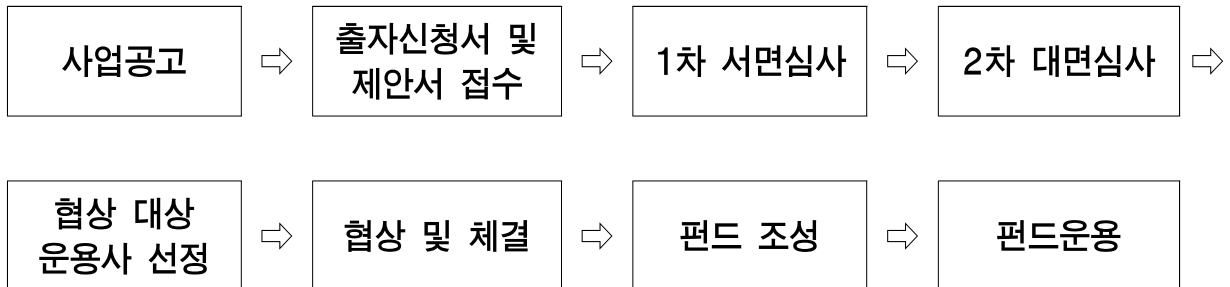 사업공고
출자신청서 및
제안서 접수
1차 서면심사
2차 대면심사
협상 대상
운용사 선정
협상 및 체결
펀드 조성
펀드운용